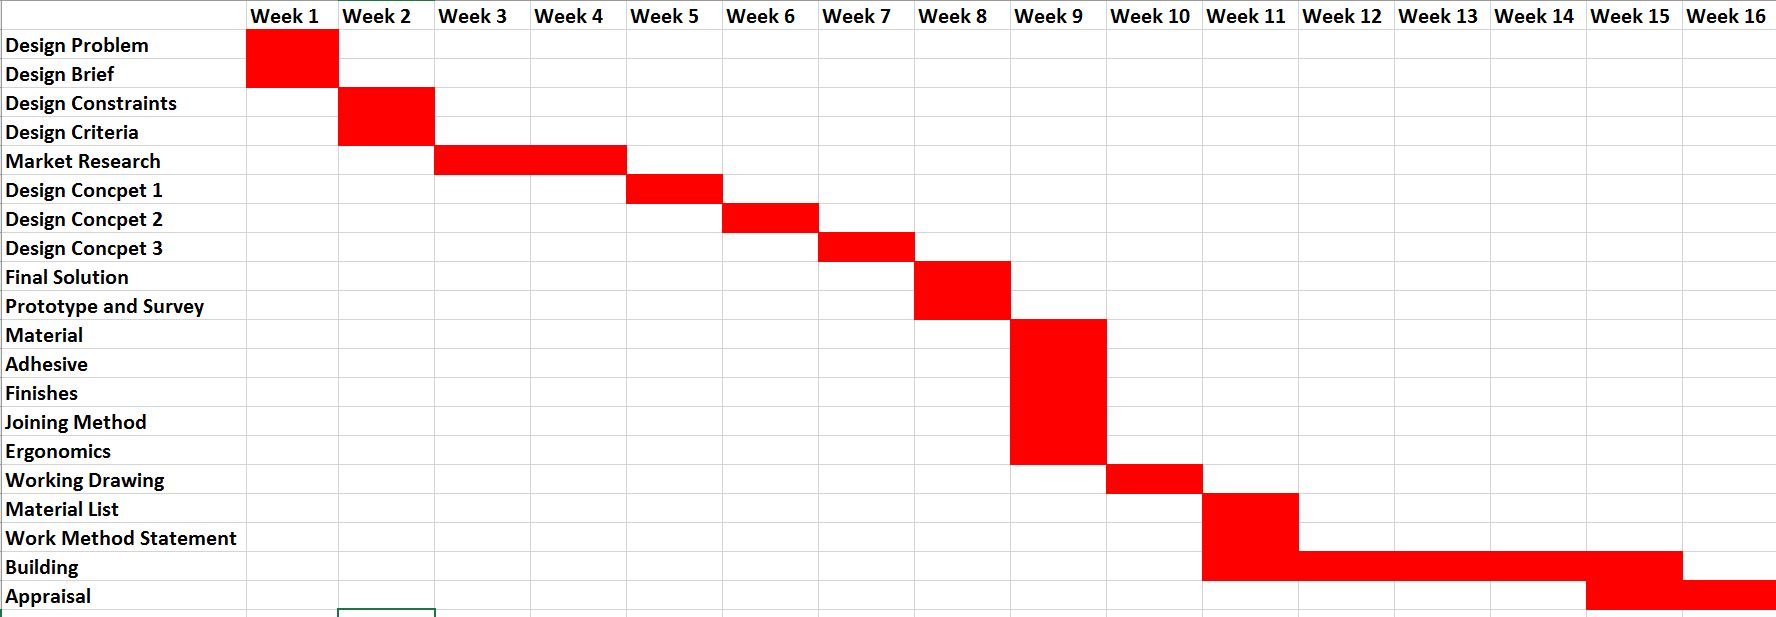 Week 1 Week 2 Week 3 Week 4 Week 5 Week 6 Week 7 Week 8 Week 9 Week 10 Week 11 Week 12 Week 13 Week 14 Week 15 Week 16
Design Problem
Design Brief
Design Constraints
Design Criteria
Market Research
Design Concpet 1
Design Concpet 2
Design Concpet 3
Final Solution
Prototype and Survey
Material
Adhesive
Finishes
Joining Method
Ergonomics
Working Drawing
Material List
Work Method Statement
Building
Appraisal